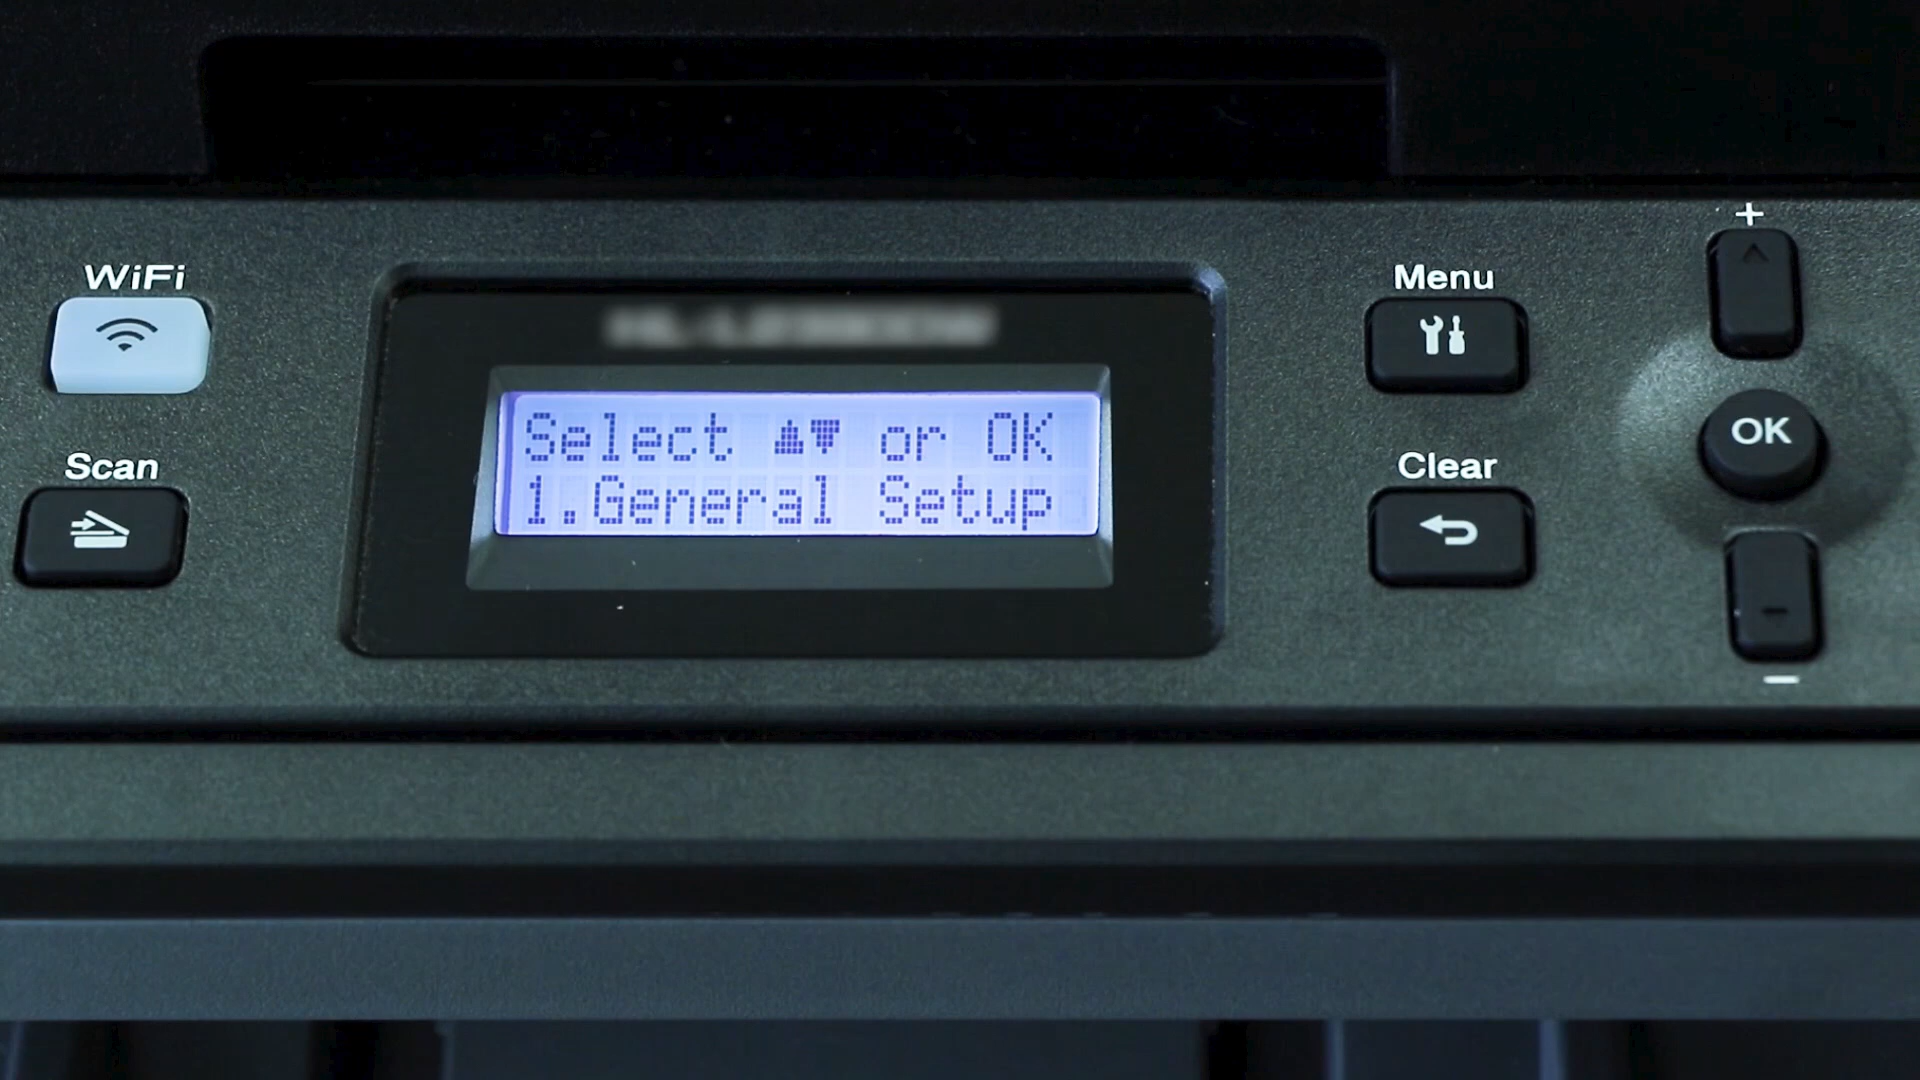 WiFi
Scan
Select ▲▼ or OK
1.General Setup
Menu
Clear
+
OK
-